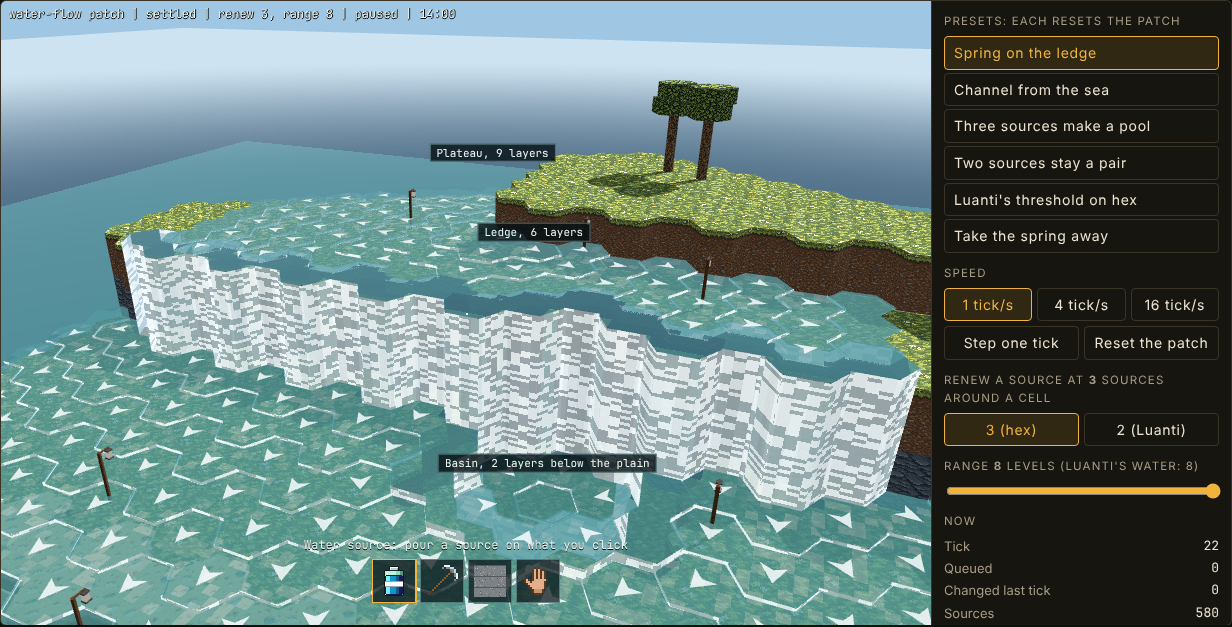 water-flow patch | settled | renew 3, range 8 | paused | 14:00
Plateau, 9 layers
Ledge, 6 layers
Basin, 2 layers below the plain
Water source: pour a source on what you click
PRESETS: EACH RESETS THE PATCH
Spring on the ledge
Channel from the sea
Three sources make a pool
Two sources stay a pair
Luanti's threshold on hex
Take the spring away
SPEED
1 tick/s
4 tick/s
16 tick/s
Step one tick
Reset the patch
RENEW A SOURCE AT 3 SOURCES
AROUND A CELL
3 (hex)
2 (Luanti)
RANGE 8 LEVELS (LUANTI'S WATER: 8)
NOW
Tick 22
Queued 0
Changed last tick 0
Sources 580